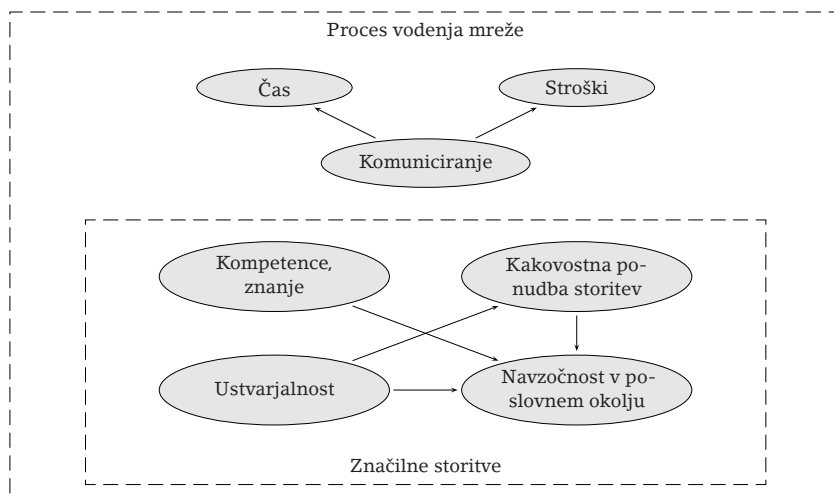 Proces vodenja mreže
Čas
Stroški
Komuniciranje
Kompetence,
znanje
Kakovostna po-
nudba storitev
Ustvarjalnost
Navzočnost v po-
slovnem okolju
Značilne storitve